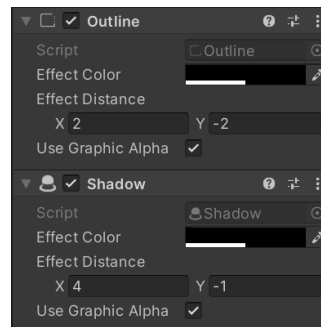 Outline
Script Outline
Effect Color
Effect Distance
X 2 Y -2
Use Graphic Alpha
Shadow
Script Shadow
Effect Color
Effect Distance
X 4 Y -1
Use Graphic Alpha